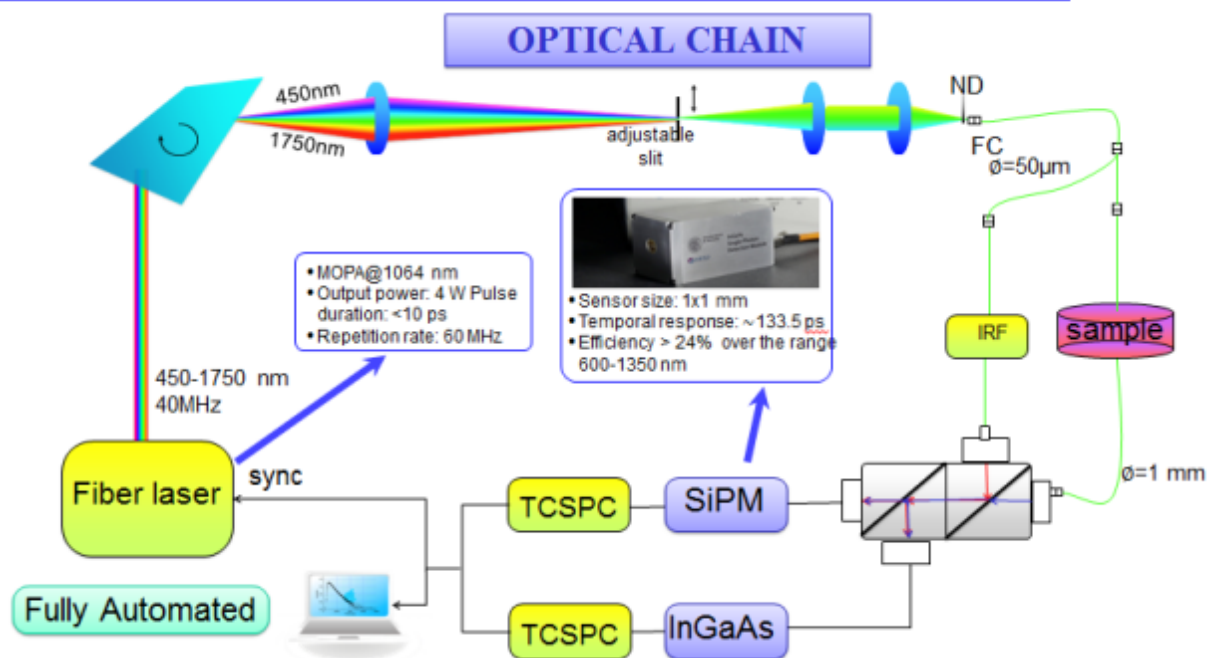 OPTICAL CHAIN
450nm
1750nm
adjustable
slit
ND
FC
ø=50µm
•MOPA@1064 nm
•Output power: 4 W Pulse
duration: <10 ps
•Repetition rate: 60 MHz
•Sensor size: 1x1 mm
•Temporal response: ~133.5 ps
•Efficiency > 24% over the range
600-1350 nm
IRF
sample
450-1750 nm
40MHz
Fiber laser
sync
TCSPC
SiPM
ø=1 mm
Fully Automated
TCSPC
InGaAs